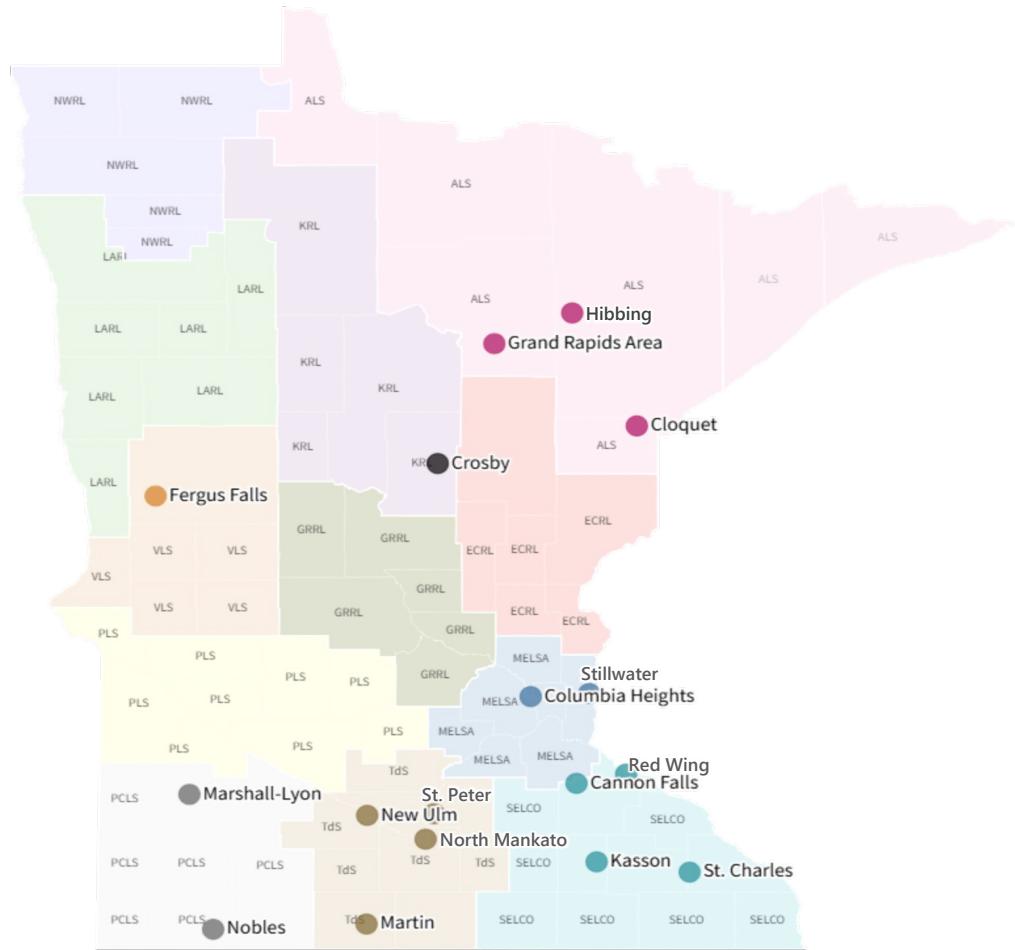 NWRL
NWRL
ALS
NWRL
ALS
NWRL
KRL
NWRL
ALS
LARL
ALS
LARL
ALS
ALS
Hibbing
LARL
LARL
Grand Rapids Area
KRL
KRL
LARL
LARL
Cloquet
ALS
KRL
KRL
Crosby
LARL
Fergus Falls
ECRL
GRRL
GRRL
VLS
VLS
ECRL
ECRL
VLS
GRRL
VLS
VLS
GRRL
ECRL
ECRL
PLS
GRRL
PLS
MELSA
GRRL
Stillwater
PLS
PLS
Columbia Heights
MELSA
PLS
PLS
PLS
MELSA
PLS
PLS
MELSA
MELSA
Red Wing
TdS
Cannon Falls
PCLS
Marshall-Lyon
St. Peter
SELCO
New Ulm
SELCO
TdS
North Mankato
PCLS
PCLS
PCLS
TdS
TdS
TdS
SELCO
Kasson
St. Charles
PCLS
PCLS
Nobles
TdS
Martin
SELCO
SELCO
SELCO
SELCO